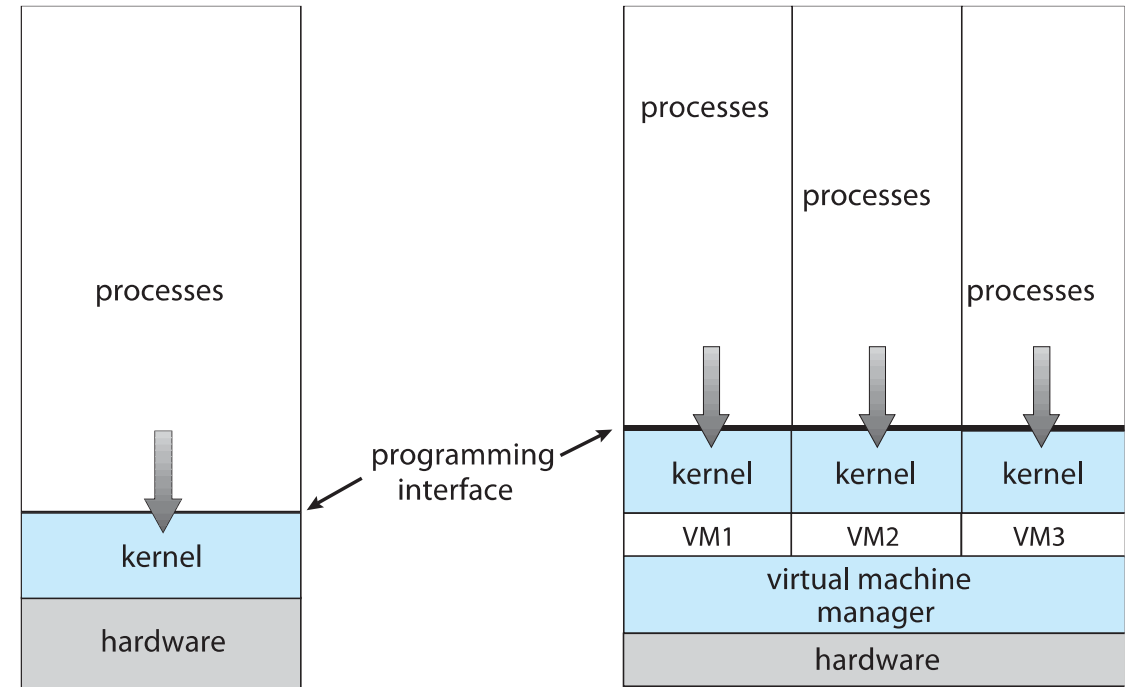 processes
kernel
hardware
programming
interface
processes
processes
processes
kernel
kernel
kernel
VM1
VM2
VM3
virtual machine
manager
hardware